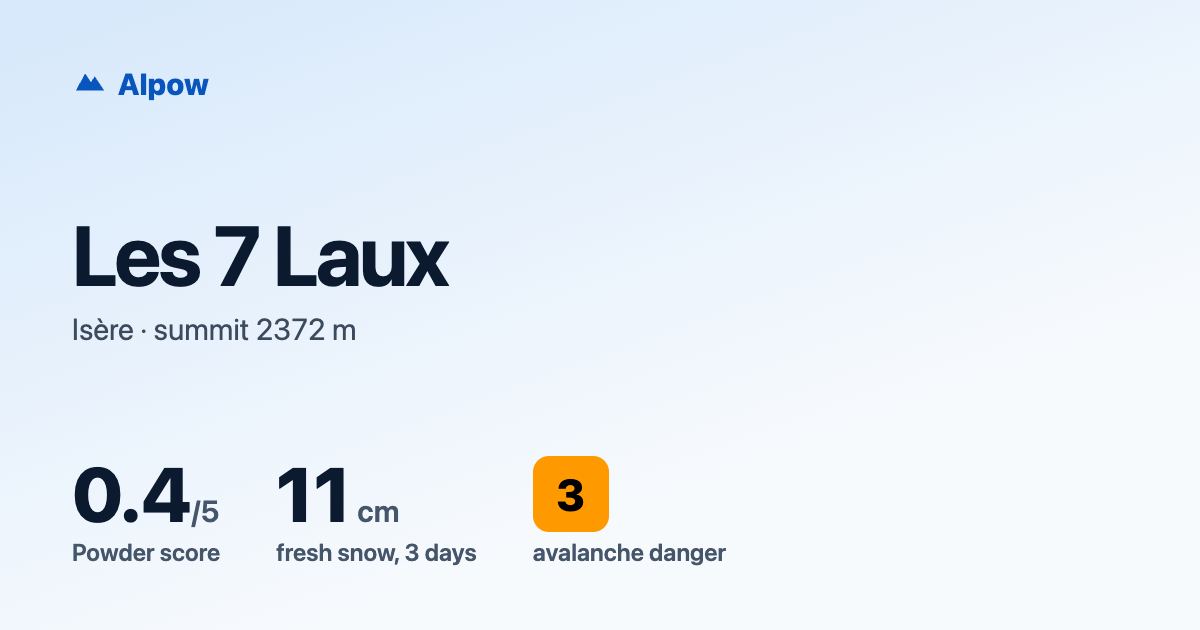 Alpow
Les 7 Laux
Isère · summit 2372 m
0.4/5 11 cm 3
Powder score fresh snow, 3 days avalanche danger